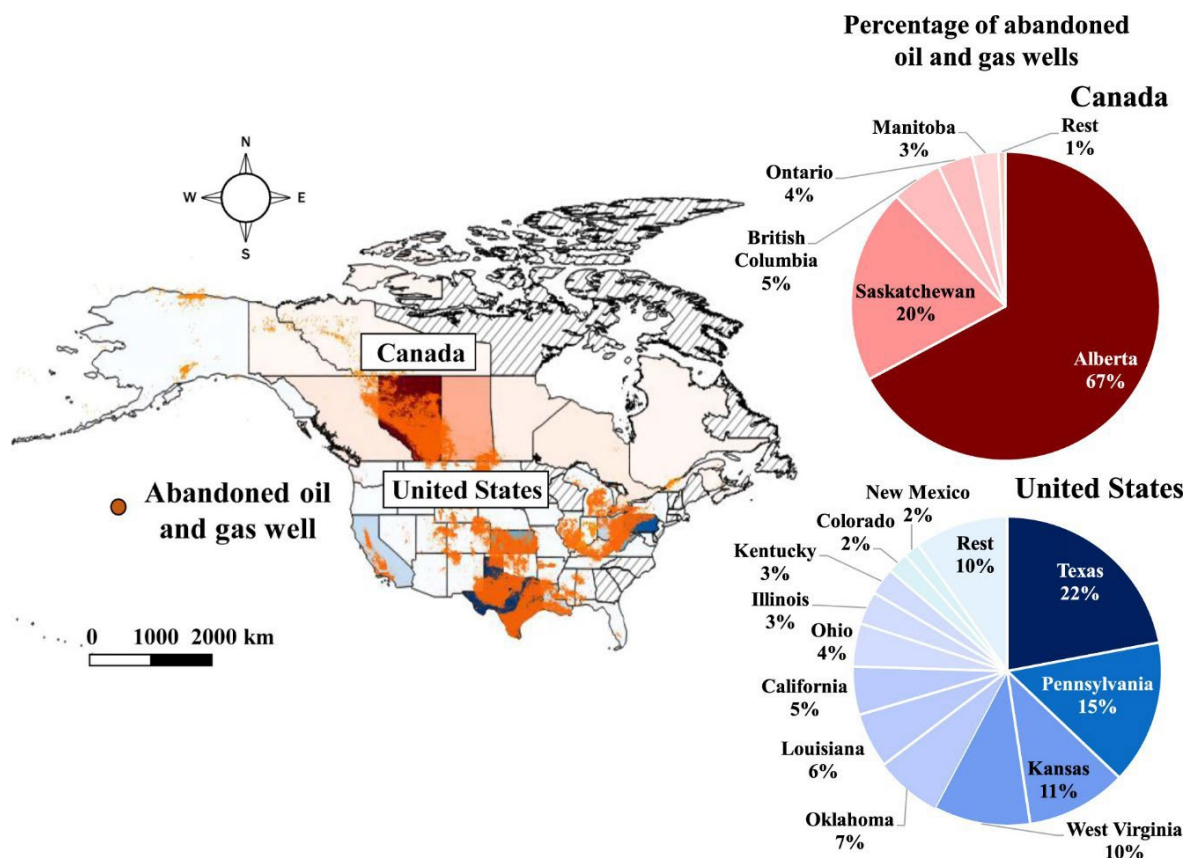 Percentage of abandoned
oil and gas wells
Canada
Manitoba
3%
Rest
1%
Ontario
4%
British
Columbia
5%
Saskatchewan
20%
Alberta
67%
N
W
E
S
Canada
United States
Abandoned oil
and gas well
0 1000 2000 km
United States
New Mexico
2%
Colorado
2%
Rest
10%
Texas
22%
Kentucky
3%
Illinois
3%
Ohio
4%
Pennsylvania
15%
California
5%
Louisiana
6%
Kansas
11%
Oklahoma
7%
West Virginia
10%